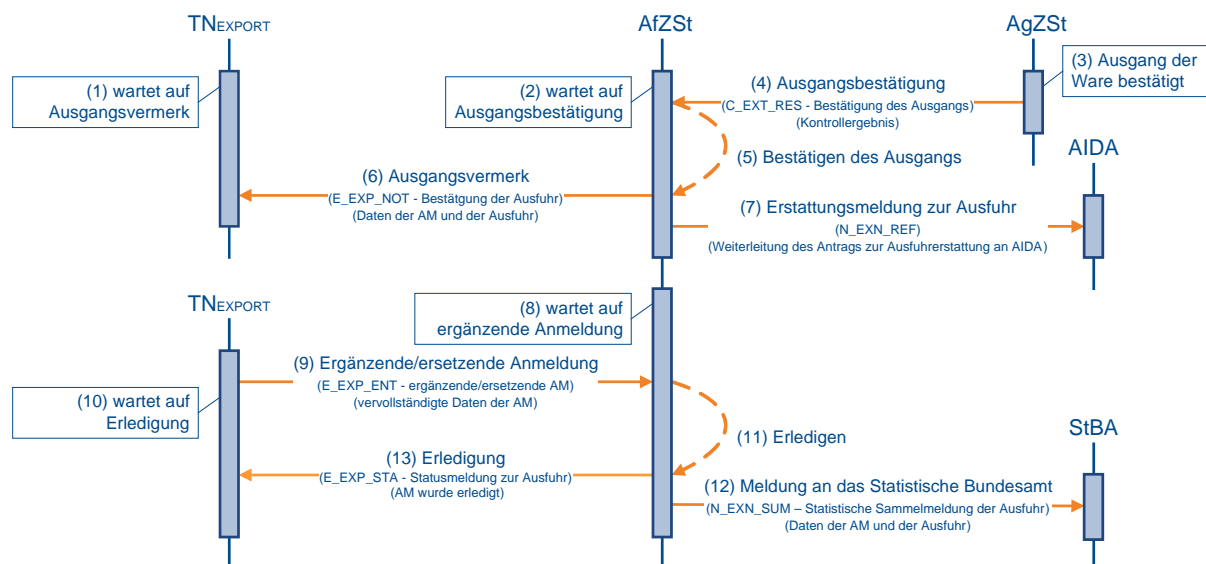 TNEXPORT
AfZSt
AgZSt
(1) wartet auf
Ausgangsvermerk
(2) wartet auf
Ausgangsbestätigung
(3) Ausgang der
Ware bestätigt
(4) Ausgangsbestätigung
(C_EXT_RES - Bestätigung des Ausgangs)
(Kontrollergebnis)
(5) Bestätigen des Ausgangs
AIDA
(6) Ausgangsvermerk
(E_EXP_NOT - Bestätgung der Ausfuhr)
(Daten der AM und der Ausfuhr)
(7) Erstattungsmeldung zur Ausfuhr
(N_EXN_REF)
(Weiterleitung des Antrags zur Ausfuhrerstattung an AIDA)
TNEXPORT
(8) wartet auf
ergänzende Anmeldung
(9) Ergänzende/ersetzende Anmeldung
(E_EXP_ENT - ergänzende/ersetzende AM)
(vervollständigte Daten der AM)
(10) wartet auf
Erledigung
(11) Erledigen
StBA
(13) Erledigung
(E_EXP_STA - Statusmeldung zur Ausfuhr)
(AM wurde erledigt)
(12) Meldung an das Statistische Bundesamt
(N_EXN_SUM – Statistische Sammelmeldung der Ausfuhr)
(Daten der AM und der Ausfuhr)